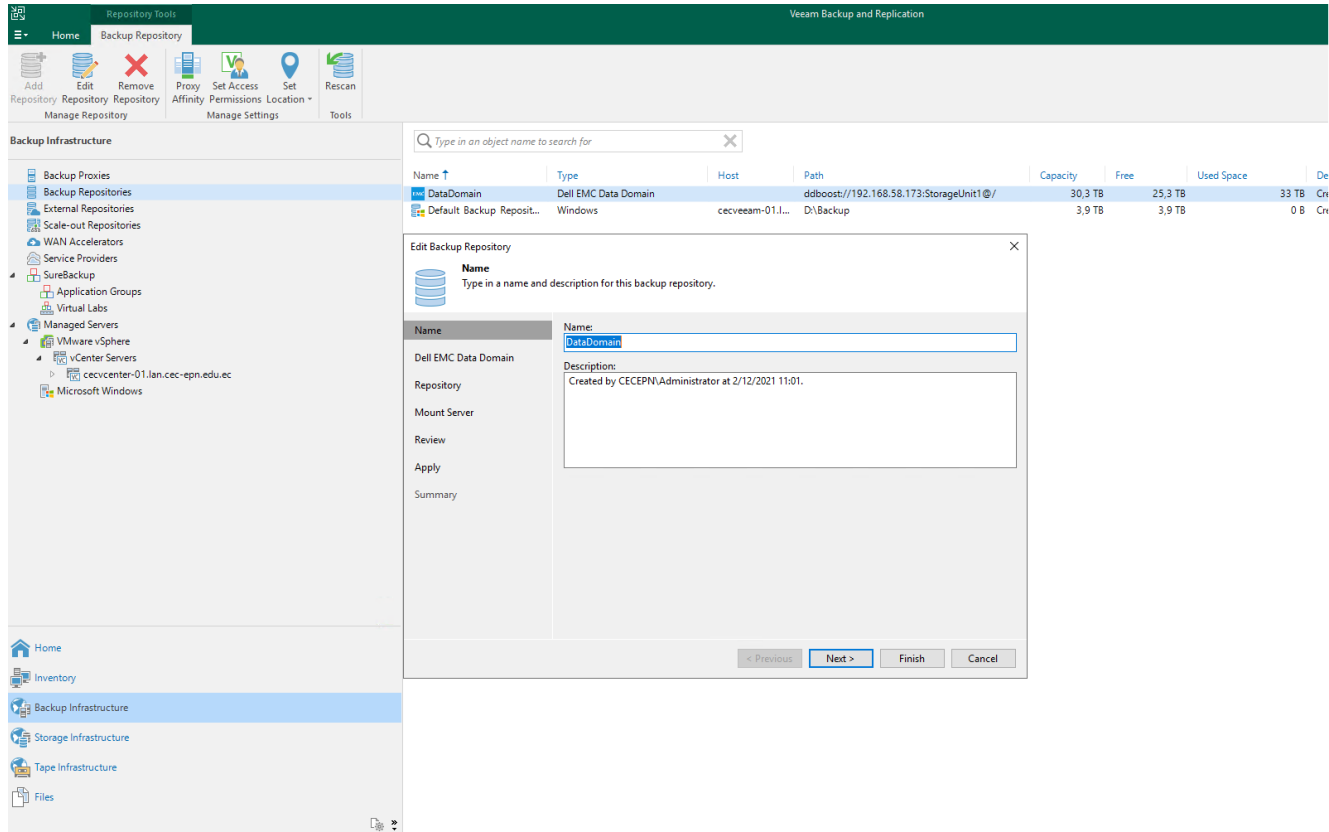 Repository Tools
Veeam Backup and Replication
Home
Backup Repository
Add Repository
Edit Repository
Remove Repository
Proxy Affinity
Set Access Permissions
Set Location
Rescan
Manage Repository
Manage Settings
Tools
Backup Infrastructure
Type in an object name to search for
Backup Proxies
Backup Repositories
External Repositories
Scale-out Repositories
WAN Accelerators
Service Providers
SureBackup
Application Groups
Virtual Labs
Managed Servers
VMware vSphere
vCenter Servers
cecvcenter-01.lan.cec-epn.edu.ec
Microsoft Windows
Name Type Host Path Capacity Free Used Space De
EMC DataDomain Dell EMC Data Domain ddboost://192.168.58.173:StorageUnit1@/ 30,3 TB 25,3 TB 33 TB Cre
Default Backup Reposit... Windows cecveeam-01.l... D:\Backup 3,9 TB 3,9 TB 0 B Cre
Edit Backup Repository
Name
Type in a name and description for this backup repository.
Name
Dell EMC Data Domain
Repository
Mount Server
Review
Apply
Summary
Name:
DataDomain
Description:
Created by CECEPN\Administrator at 2/12/2021 11:01.
< Previous
Next >
Finish
Cancel
Home
Inventory
Backup Infrastructure
Storage Infrastructure
Tape Infrastructure
Files